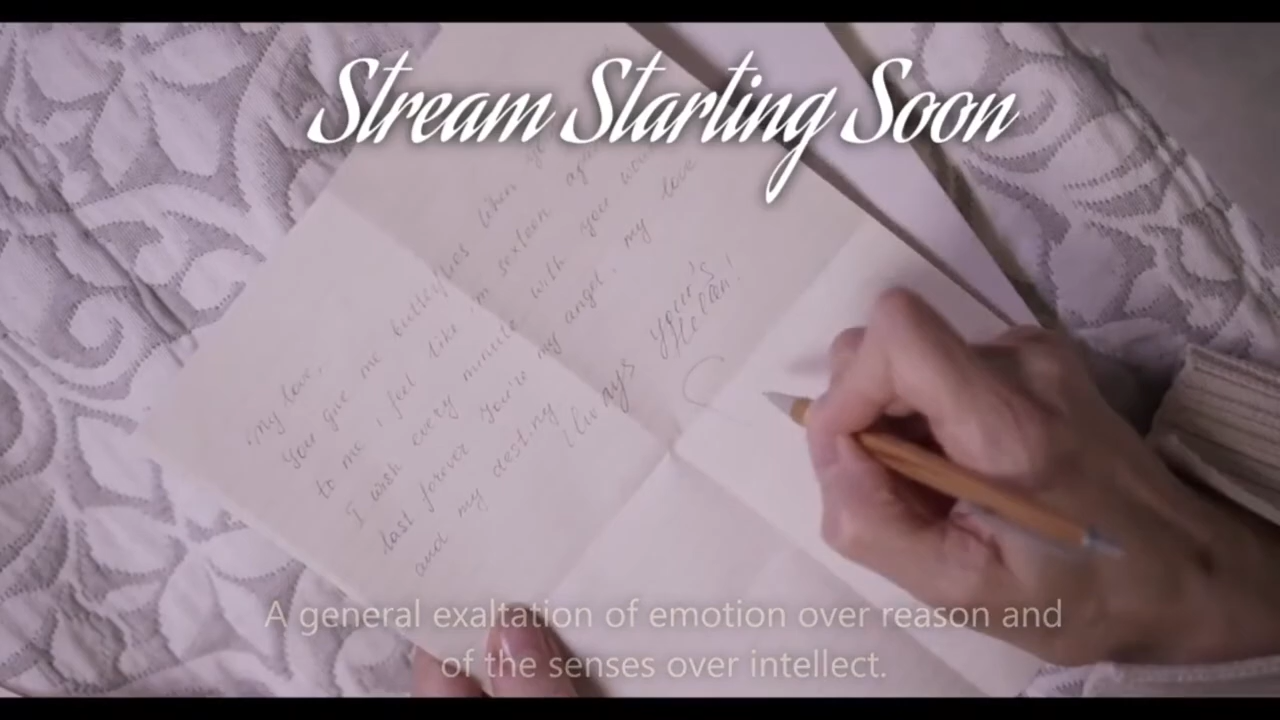 Stream Starting Soon
My love,
You give me butterflies when
to me, i feel like i'm
I wish every minute with you
last forever You're my angel, my love
and my destiny
Always your's
A general exaltation of emotion over reason and
of the senses over intellect.